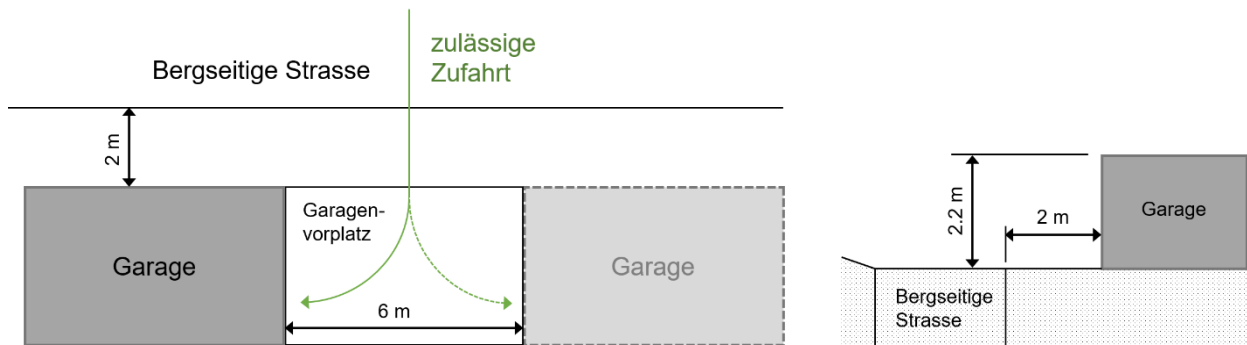 Bergseitige Strasse
zulässige
Zufahrt
2 m
Garagen-
vorplatz
Garage
Garage
6 m
2.2 m
2 m
Garage
Bergseitige
Strasse